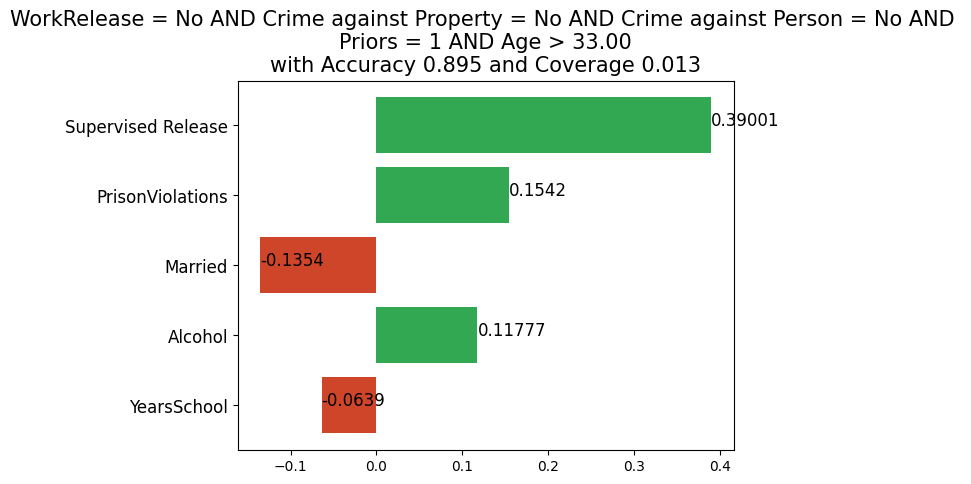 WorkRelease = No AND Crime against Property = No AND Crime against Person = No AND
Priors = 1 AND Age > 33.00
with Accuracy 0.895 and Coverage 0.013
Supervised Release
0.39001
PrisonViolations
0.1542
Married
-0.1354
Alcohol
0.11777
YearsSchool
-0.0639
−0.1
0.0
0.1
0.2
0.3
0.4